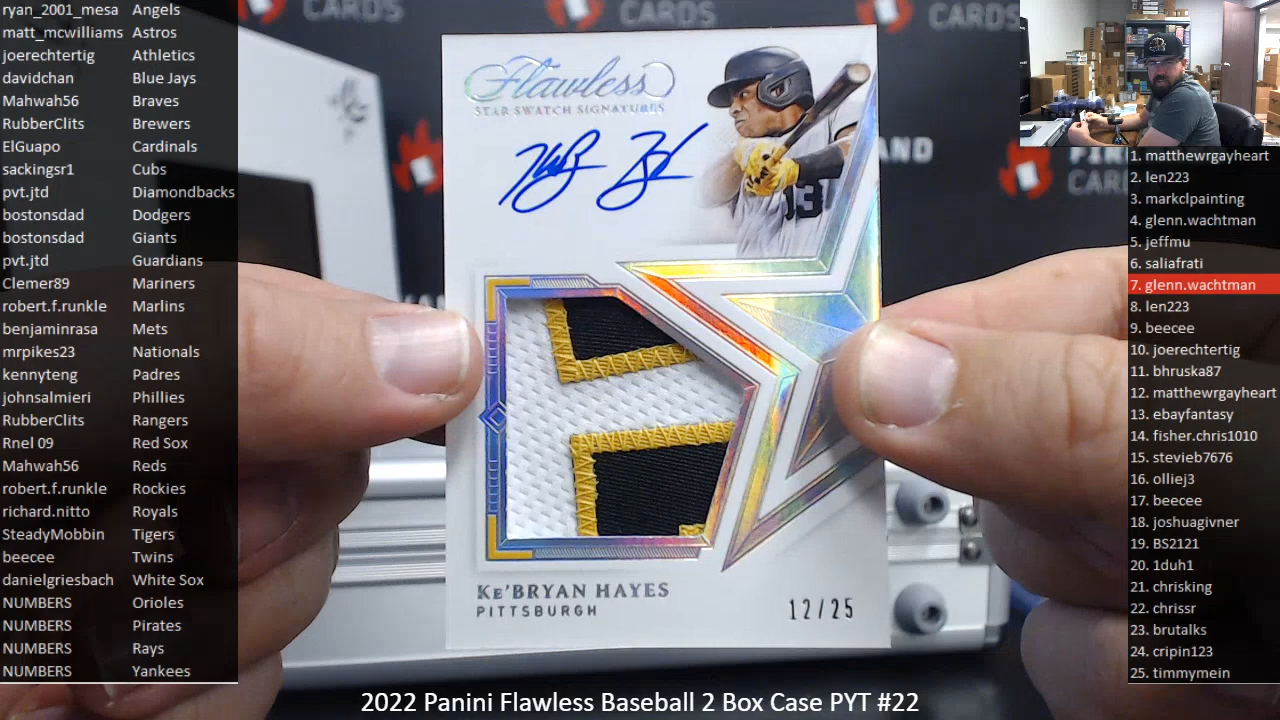 ryan_2001_mesa Angels
matt_mcwilliams Astros
joerechtertig Athletics
davidchan Blue Jays
Mahwah56 Braves
RubberClits Brewers
ElGuapo Cardinals
sackingsr1 Cubs
pvt.jtd Diamondbacks
bostonsdad Dodgers
bostonsdad Giants
pvt.jtd Guardians
Clemer89 Mariners
robert.f.runkle Marlins
benjaminrasa Mets
mrpikes23 Nationals
kennyteng Padres
johnsalmieri Phillies
RubberClits Rangers
Rnel 09 Red Sox
Mahwah56 Reds
robert.f.runkle Rockies
richard.nitto Royals
SteadyMobbin Tigers
beecee Twins
danielgriesbach White Sox
NUMBERS Orioles
NUMBERS Pirates
NUMBERS Rays
NUMBERS Yankees
CARDS
CARDS
CARDS
Flawless
STAR SWATCH SIGNATURES
13
KE'BRYAN HAYES
PITTSBURGH
12/25
1. matthewrgayheart
2. len223
3. markclpainting
4. glenn.wachtman
5. jeffmu
6. saliafrati
7. glenn.wachtman
8. len223
9. beecee
10. joerechtertig
11. bhruska87
12. matthewrgayheart
13. ebayfantasy
14. fisher.chris1010
15. stevieb7676
16. olliej3
17. beecee
18. joshuagivner
19. BS2121
20. 1duh1
21. chrisking
22. chrissr
23. brutalks
24. cripin123
25. timmymein
2022 Panini Flawless Baseball 2 Box Case PYT #22